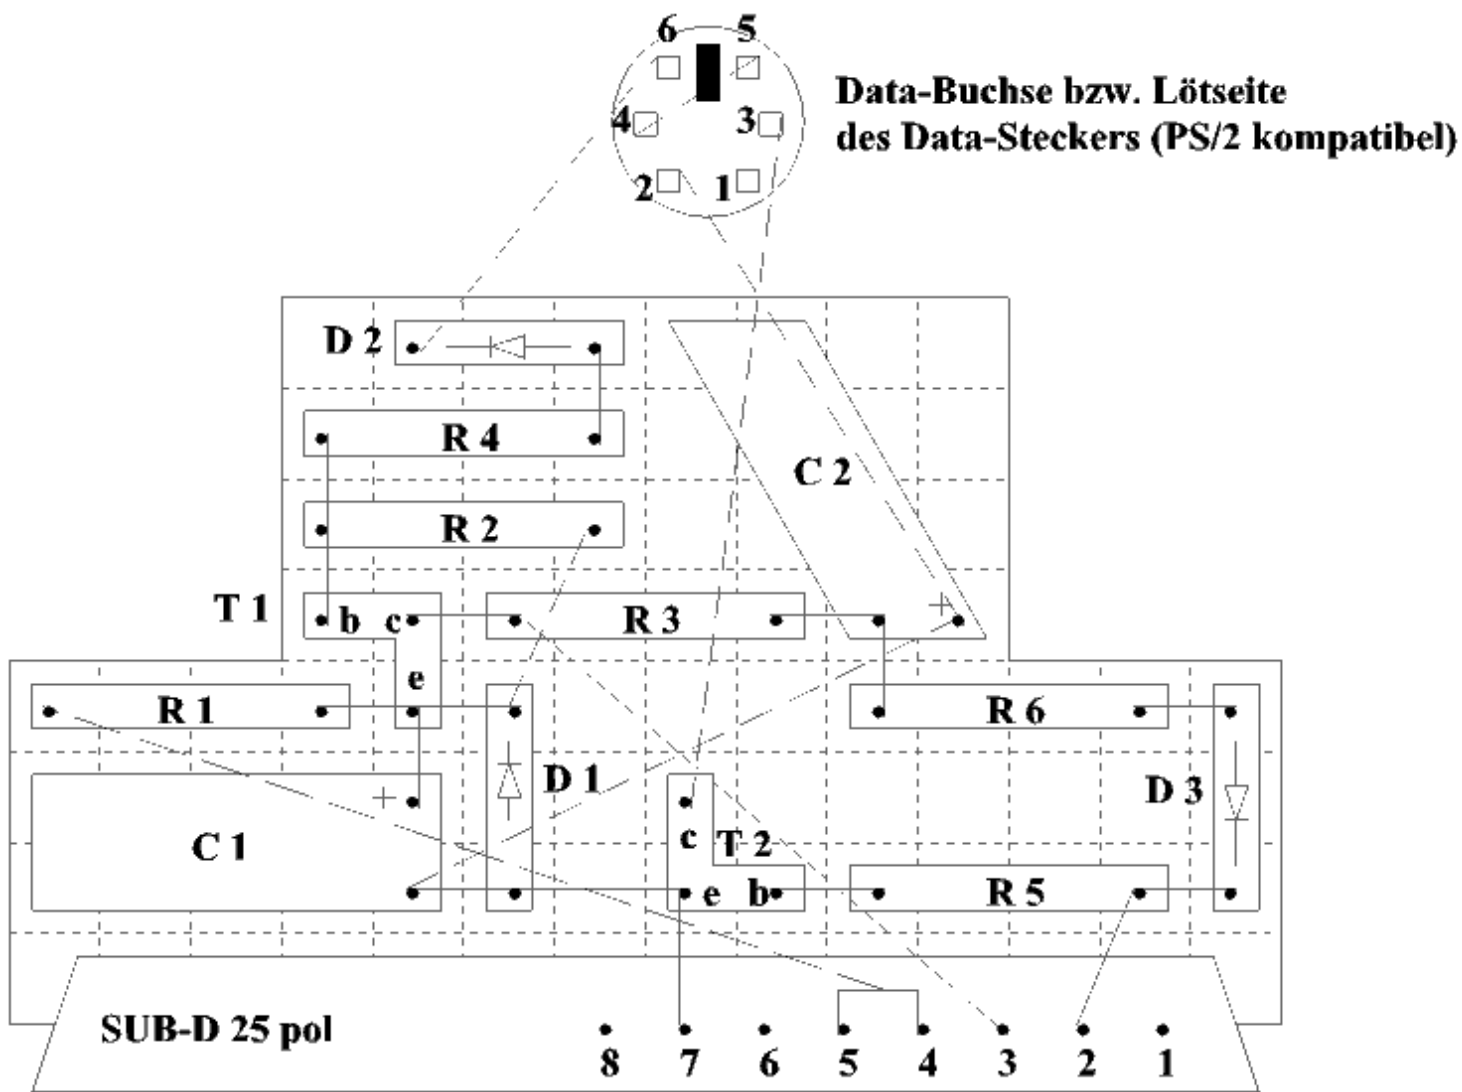 6 5
4 3
2 1
Data-Buchse bzw. Lötseite
des Data-Steckers (PS/2 kompatibel)
D 2
R 4
C 2
R 2
T 1 b c R 3 +
e
R 1 R 6
D 1 D 3
+
C 1 c T 2
e b R 5
SUB-D 25 pol
8 7 6 5 4 3 2 1